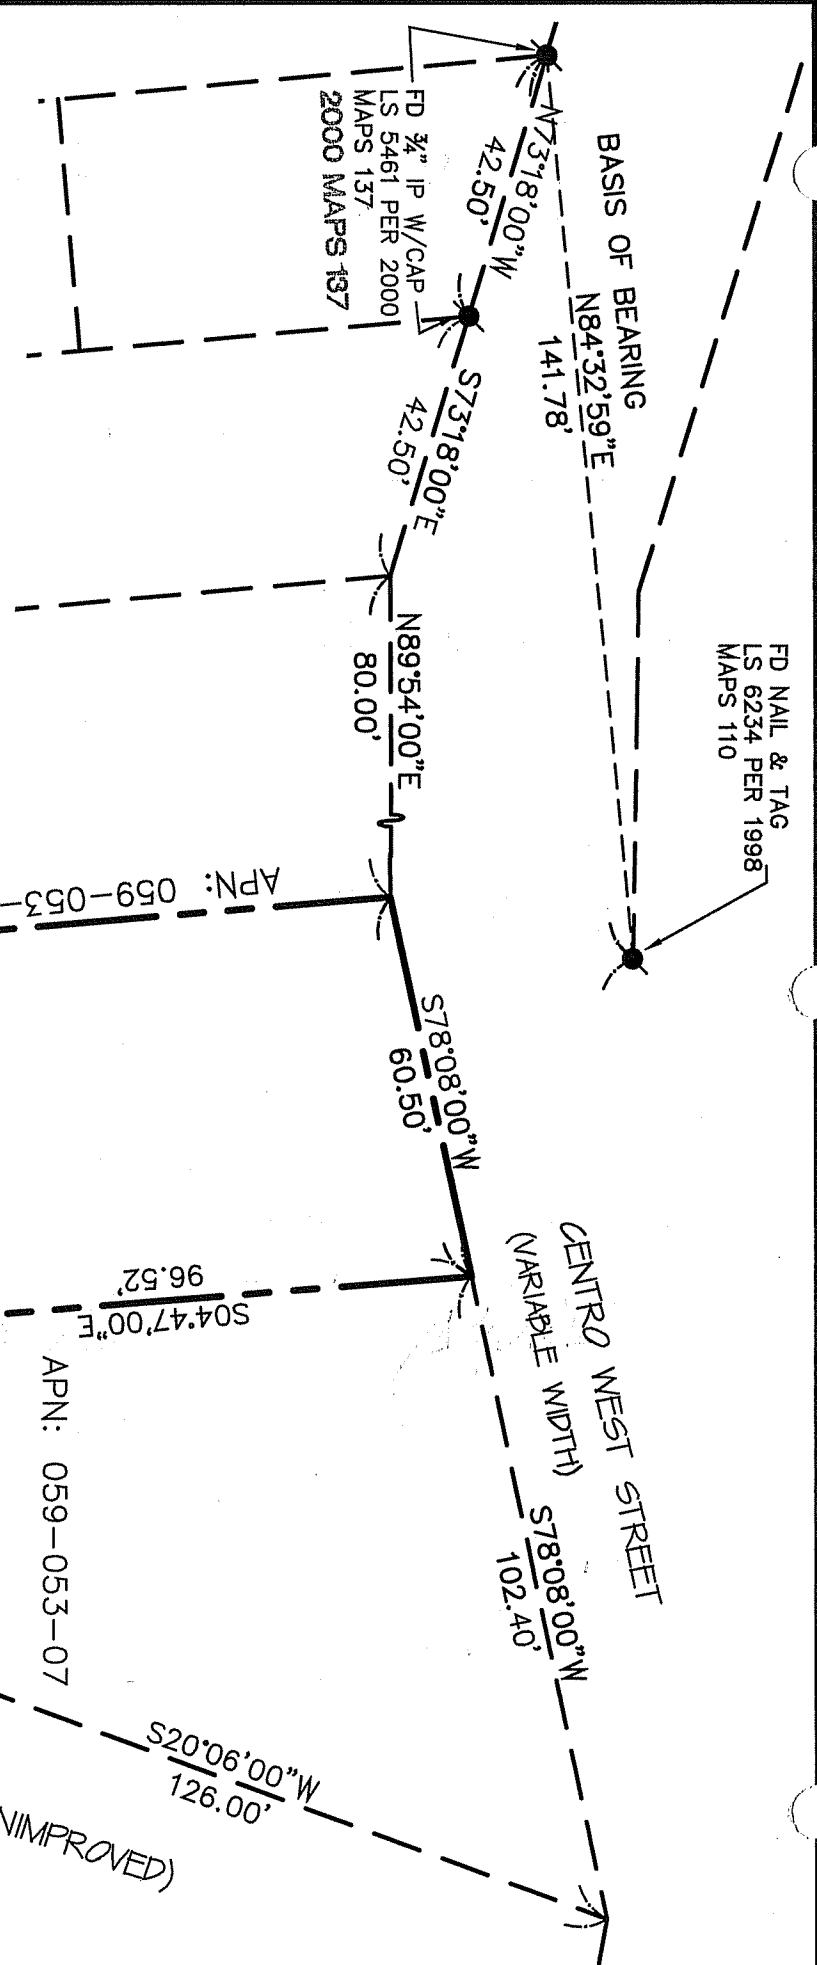 FD NAIL & TAG
LS 6234 PER 1998
MAPS 110
BASIS OF BEARING
N84°32'59"E
141.78'
N73°18'00"W
42.50'
FD 3/4" IP W/CAP
LS 5461 PER 2000
MAPS 137
2000 MAPS 137
S73°18'00"E
42.50'
N89°54'00"E
80.00'
APN: 059-053-
S78°08'00"W
60.50'
CENTRO WEST STREET
(VARIABLE WIDTH)
96.52'
S04°47'00"E
APN: 059-053-07
S78°08'00"W
102.40'
S20°06'00"W
126.00'
NIMPROVED)